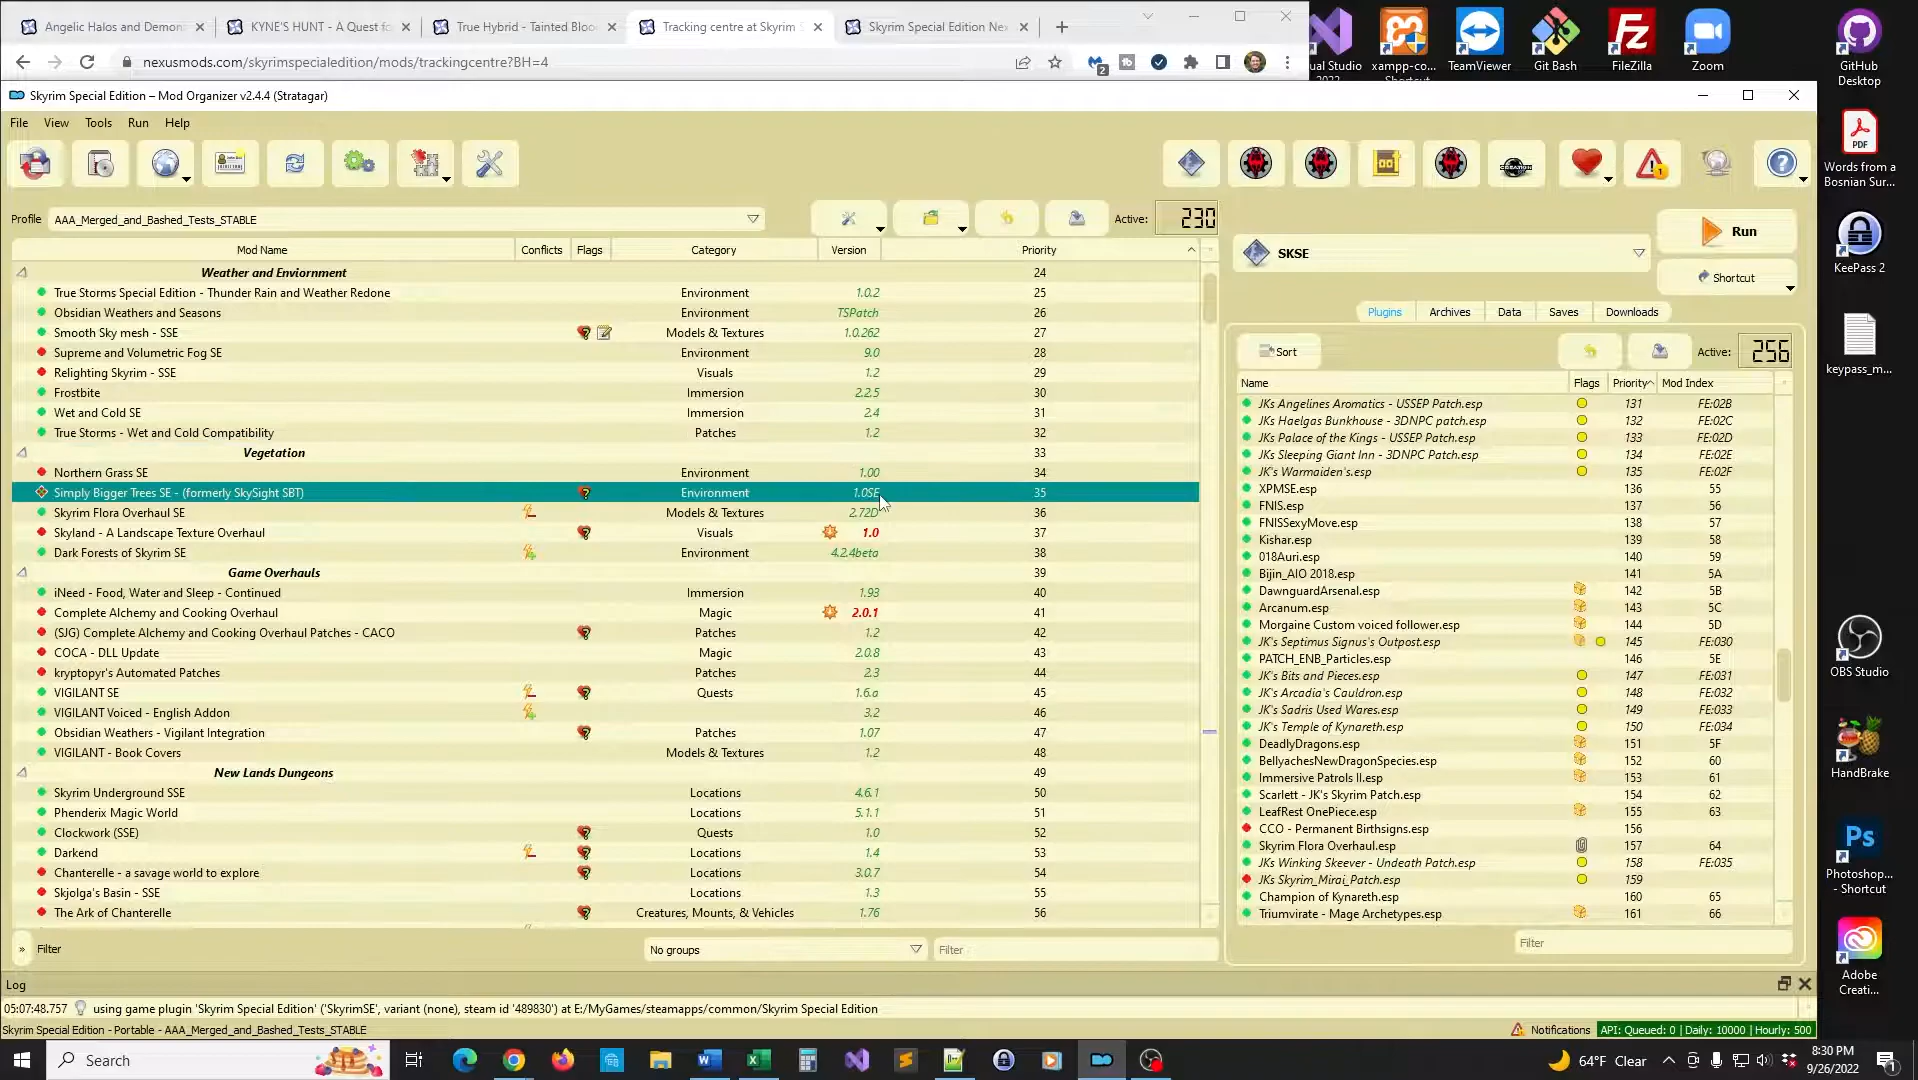 Angelic Halos and Demoni
KYNE'S HUNT - A Quest fo
True Hybrid - Tainted Bloo
Tracking centre at Skyrim S
Skyrim Special Edition Nex
nexusmods.com/skyrimspecialedition/mods/trackingcentre?BH=4
2
Skyrim Special Edition – Mod Organizer v2.4.4 (Stratagar)
File View Tools Run Help
Profile AAA_Merged_and_Bashed_Tests_STABLE Active: 230
Mod Name Conflicts Flags Category Version Priority
Weather and Enviornment 24
True Storms Special Edition - Thunder Rain and Weather Redone Environment 1.0.2 25
Obsidian Weathers and Seasons Environment TSPatch 26
Smooth Sky mesh - SSE Models & Textures 1.0.262 27
Supreme and Volumetric Fog SE Environment 9.0 28
Relighting Skyrim - SSE Visuals 1.2 29
Frostbite Immersion 2.2.5 30
Wet and Cold SE Immersion 2.4 31
True Storms - Wet and Cold Compatibility Patches 1.2 32
Vegetation 33
Northern Grass SE Environment 1.00 34
Simply Bigger Trees SE - (formerly SkySight SBT) Environment 1.0SE 35
Skyrim Flora Overhaul SE Models & Textures 2.72D 36
Skyland - A Landscape Texture Overhaul Visuals 1.0 37
Dark Forests of Skyrim SE Environment 4.2.4beta 38
Game Overhauls 39
iNeed - Food, Water and Sleep - Continued Immersion 1.93 40
Complete Alchemy and Cooking Overhaul Magic 2.0.1 41
(SJG) Complete Alchemy and Cooking Overhaul Patches - CACO Patches 1.2 42
COCA - DLL Update Magic 2.0.8 43
kryptopyr's Automated Patches Patches 2.3 44
VIGILANT SE Quests 1.6.a 45
VIGILANT Voiced - English Addon 3.2 46
Obsidian Weathers - Vigilant Integration Patches 1.07 47
VIGILANT - Book Covers Models & Textures 1.2 48
New Lands Dungeons 49
Skyrim Underground SSE Locations 4.6.1 50
Phenderix Magic World Locations 5.1.1 51
Clockwork (SSE) Quests 1.0 52
Darkend Locations 1.4 53
Chanterelle - a savage world to explore Locations 3.0.7 54
Skjolga's Basin - SSE Locations 1.3 55
The Ark of Chanterelle Creatures, Mounts, & Vehicles 1.76 56
» Filter No groups Filter
1
SKSE
Run
Shortcut
Plugins Archives Data Saves Downloads
Sort Active: 256
Name Flags Priority Mod Index
JKs Angelines Aromatics - USSEP Patch.esp 131 FE:02B
JKs Haelgas Bunkhouse - 3DNPC patch.esp 132 FE:02C
JKs Palace of the Kings - USSEP Patch.esp 133 FE:02D
JKs Sleeping Giant Inn - 3DNPC Patch.esp 134 FE:02E
JK's Warmaiden's.esp 135 FE:02F
XPMSE.esp 136 55
FNIS.esp 137 56
FNISSexyMove.esp 138 57
Kishar.esp 139 58
018Auri.esp 140 59
Bijin_AIO 2018.esp 141 5A
DawnguardArsenal.esp 142 5B
Arcanum.esp 143 5C
Morgaine Custom voiced follower.esp 144 5D
JK's Septimus Signus's Outpost.esp 145 FE:030
PATCH_ENB_Particles.esp 146 5E
JK's Bits and Pieces.esp 147 FE:031
JK's Arcadia's Cauldron.esp 148 FE:032
JK's Sadris Used Wares.esp 149 FE:033
JK's Temple of Kynareth.esp 150 FE:034
DeadlyDragons.esp 151 5F
BellyachesNewDragonSpecies.esp 152 60
Immersive Patrols II.esp 153 61
Scarlett - JK's Skyrim Patch.esp 154 62
LeafRest OnePiece.esp 155 63
CCO - Permanent Birthsigns.esp 156
Skyrim Flora Overhaul.esp 157 64
JKs Winking Skeever - Undeath Patch.esp 158 FE:035
JKs Skyrim_Mirai_Patch.esp 159
Champion of Kynareth.esp 160 65
Triumvirate - Mage Archetypes.esp 161 66
Filter
Log
05:07:48.757 using game plugin 'Skyrim Special Edition' ('SkyrimSE', variant (none), steam id '489830') at E:/MyGames/steamapps/common/Skyrim Special Edition
Skyrim Special Edition - Portable - AAA_Merged_and_Bashed_Tests_STABLE
Notifications API: Queued: 0 | Daily: 10000 | Hourly: 500
ual Studio
2022
xampp-co...
Shortcut
TeamViewer
Git Bash
FileZilla
Zoom
GitHub
Desktop
PDF
Words from a
Bosnian Sur...
KeePass 2
keypass_m...
OBS Studio
HandBrake
Ps
Photoshop...
- Shortcut
Adobe
Creati...
Search
64°F Clear
8:30 PM
9/26/2022
1